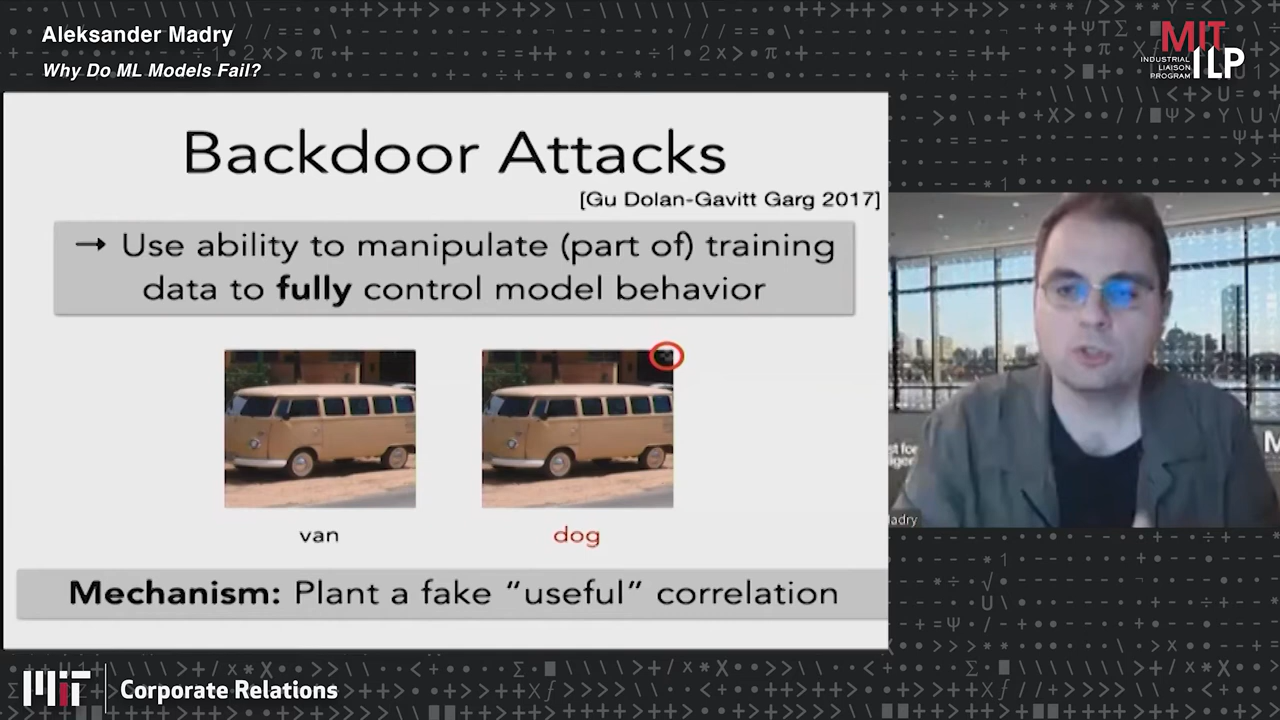 Aleksander Madry
Why Do ML Models Fail?
MIT
INDUSTRIAL
LIAISON
PROGRAM
ILP
Backdoor Attacks
[Gu Dolan-Gavitt Garg 2017]
→ Use ability to manipulate (part of) training
data to fully control model behavior
van
dog
Mechanism: Plant a fake “useful” correlation
adry
MIT
Corporate Relations